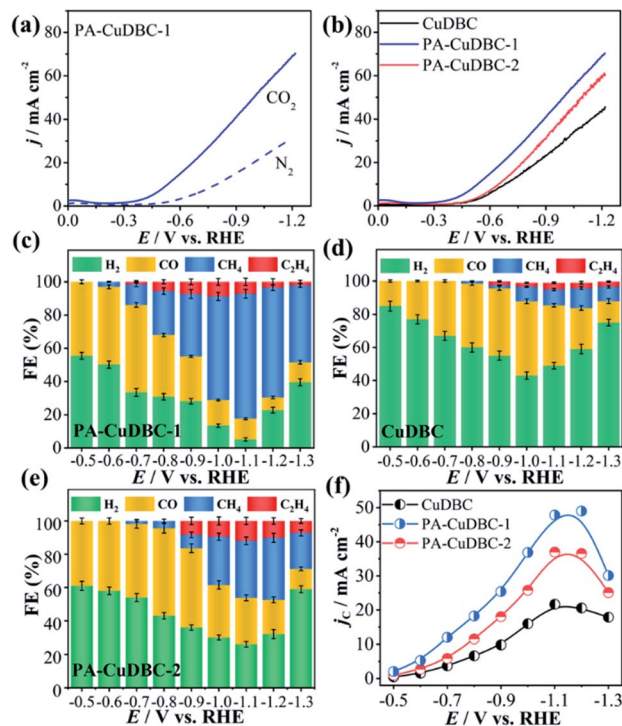 (a)
PA-CuDBC-1
CO2
N2
80
60
40
20
0
j / mA cm-2
0.0 -0.3 -0.6 -0.9 -1.2
E / V vs. RHE
(b)
CuDBC
PA-CuDBC-1
PA-CuDBC-2
80
60
40
20
0
j / mA cm-2
0.0 -0.3 -0.6 -0.9 -1.2
E / V vs. RHE
(c)
H2 CO CH4 C2H4
100
80
60
40
20
0
FE (%)
PA-CuDBC-1
-0.5 -0.6 -0.7 -0.8 -0.9 -1.0 -1.1 -1.2 -1.3
E / V vs. RHE
(d)
H2 CO CH4 C2H4
100
80
60
40
20
0
FE (%)
CuDBC
-0.5 -0.6 -0.7 -0.8 -0.9 -1.0 -1.1 -1.2 -1.3
E / V vs. RHE
(e)
H2 CO CH4 C2H4
100
80
60
40
20
0
FE (%)
PA-CuDBC-2
-0.5 -0.6 -0.7 -0.8 -0.9 -1.0 -1.1 -1.2 -1.3
E / V vs. RHE
(f)
CuDBC
PA-CuDBC-1
PA-CuDBC-2
50
40
30
20
10
0
jC / mA cm-2
-0.5 -0.7 -0.9 -1.1 -1.3
E / V vs. RHE